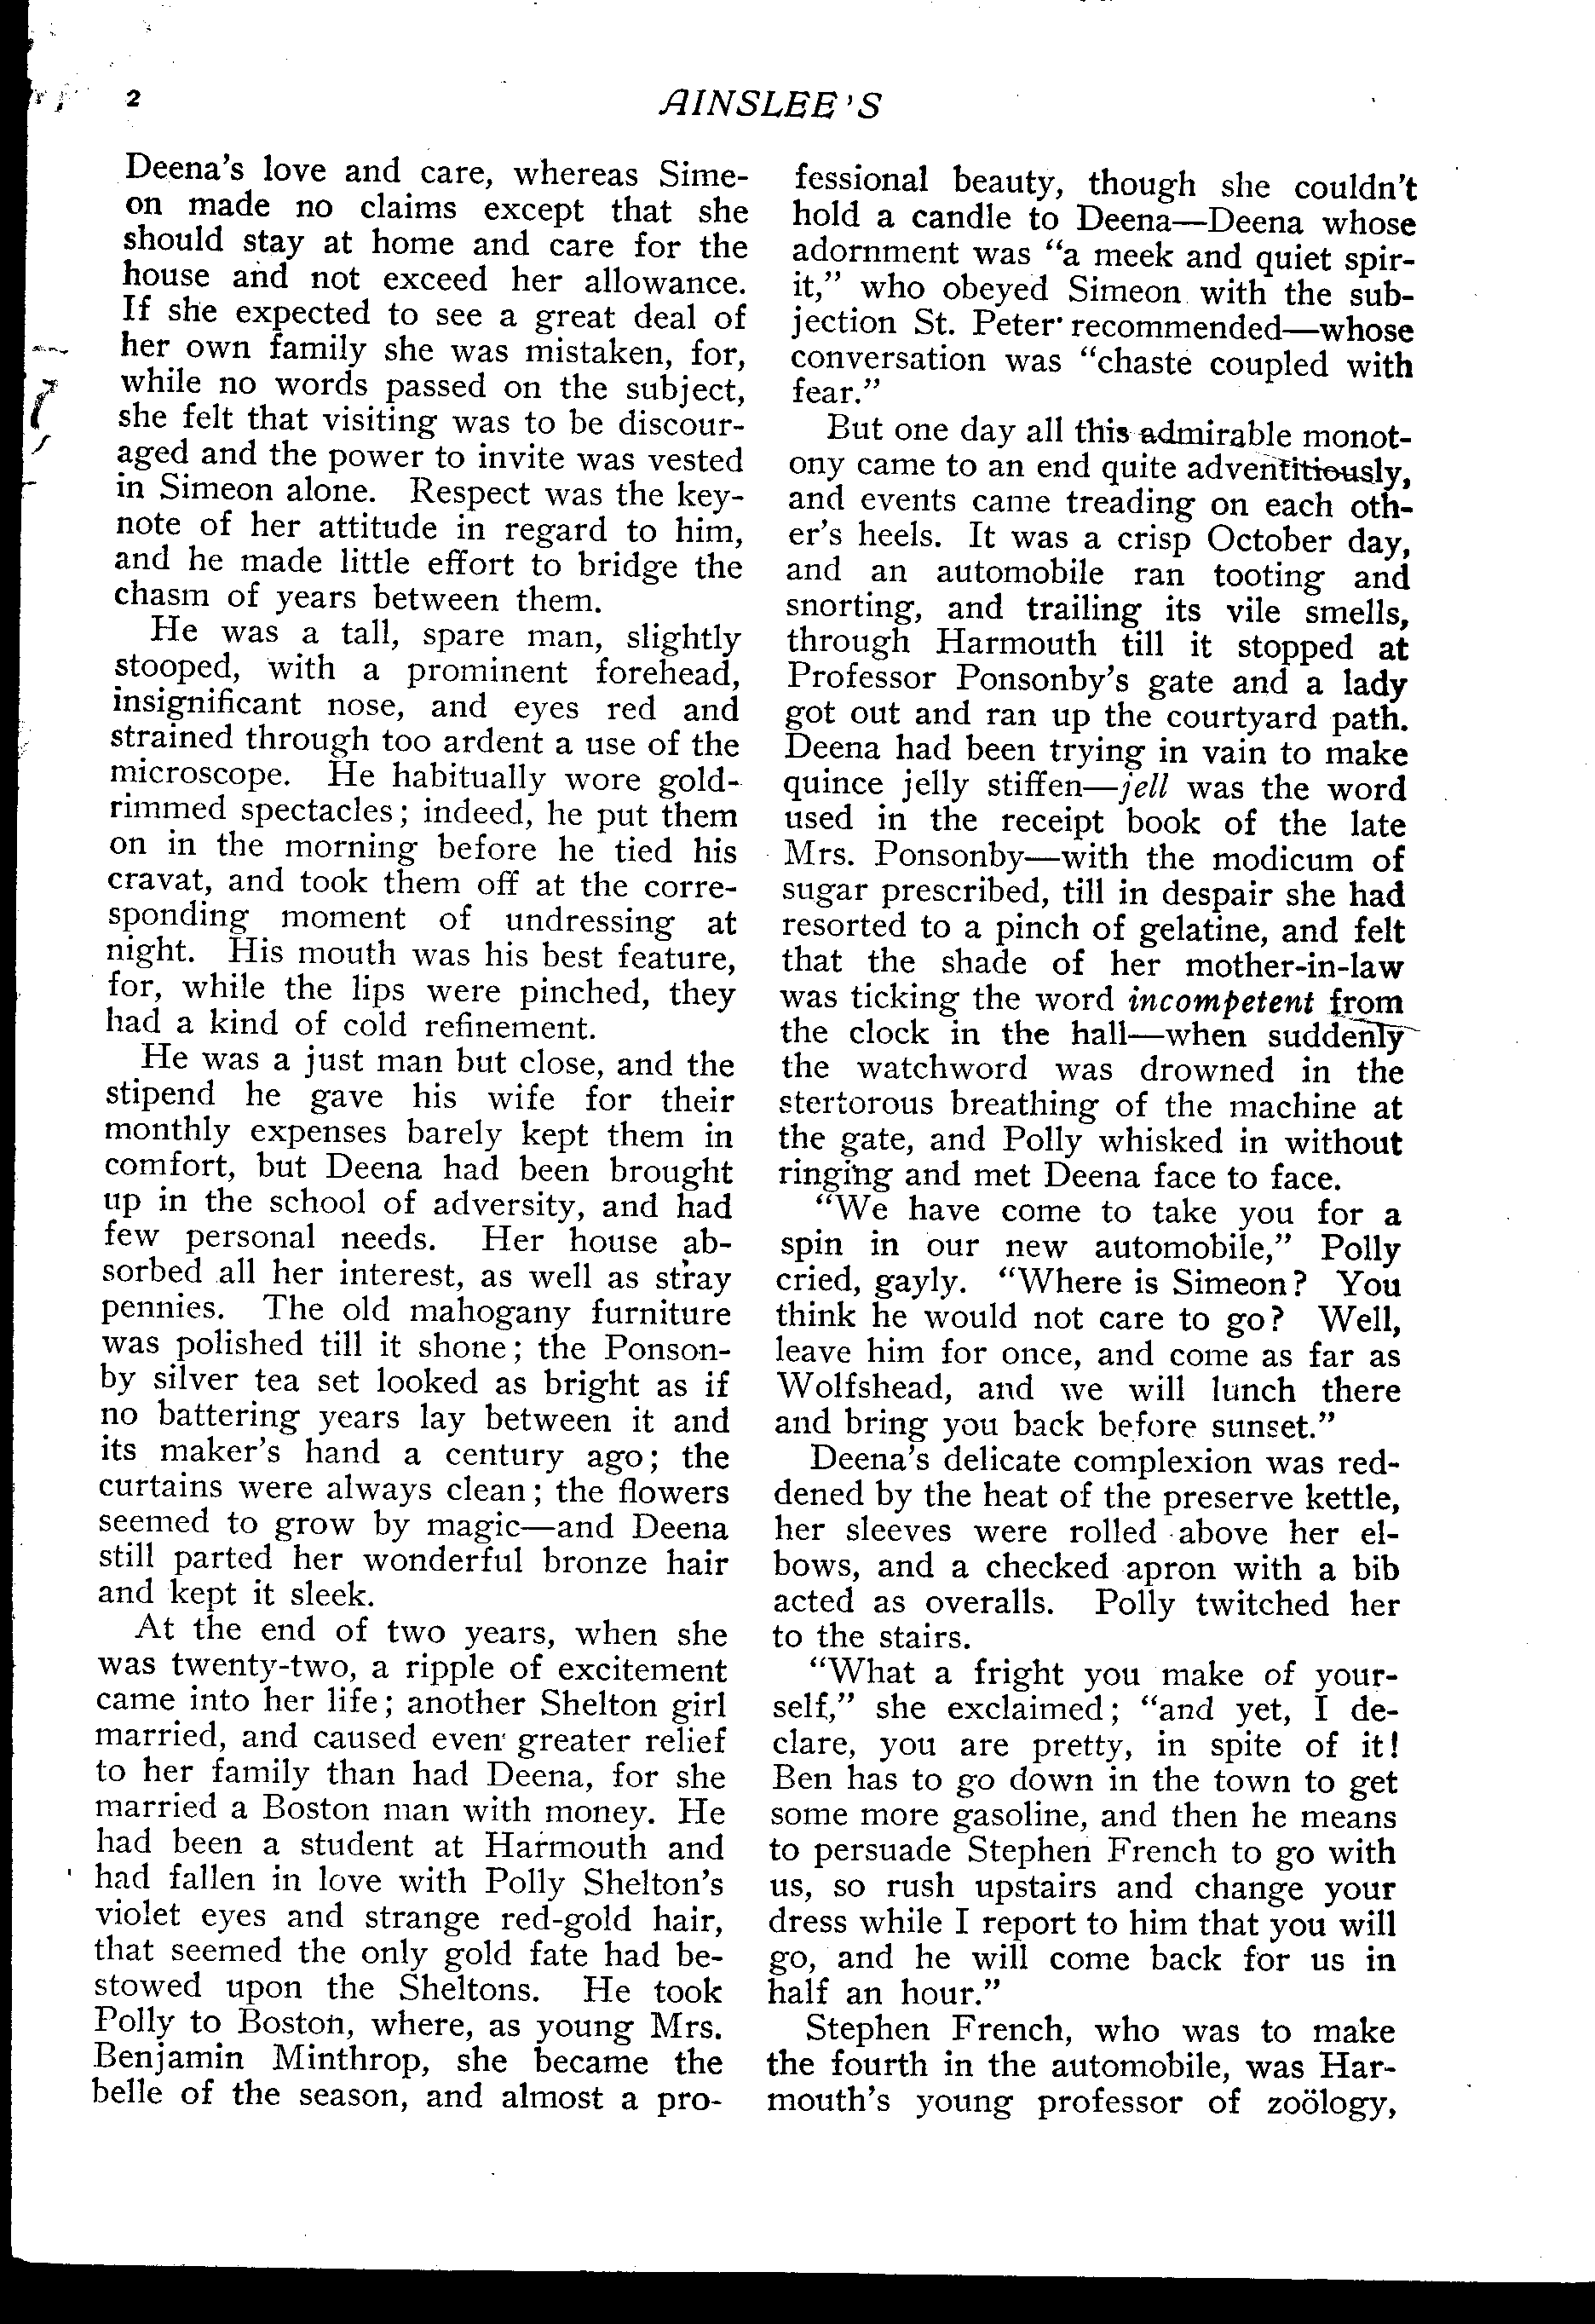 2
AINSLEE'S
Deena's love and care, whereas Sime-
on made no claims except that she
should stay at home and care for the
house and not exceed her allowance.
If she expected to see a great deal of
her own family she was mistaken, for,
while no words passed on the subject,
she felt that visiting was to be discour-
aged and the power to invite was vested
in Simeon alone. Respect was the key-
note of her attitude in regard to him,
and he made little effort to bridge the
chasm of years between them.
He was a tall, spare man, slightly
stooped, with a prominent forehead,
insignificant nose, and eyes red and
strained through too ardent a use of the
microscope. He habitually wore gold-
rimmed spectacles; indeed, he put them
on in the morning before he tied his
cravat, and took them off at the corre-
sponding moment of undressing at
night. His mouth was his best feature,
for, while the lips were pinched, they
had a kind of cold refinement.
He was a just man but close, and the
stipend he gave his wife for their
monthly expenses barely kept them in
comfort, but Deena had been brought
up in the school of adversity, and had
few personal needs. Her house ab-
sorbed all her interest, as well as stray
pennies. The old mahogany furniture
was polished till it shone; the Ponson-
by silver tea set looked as bright as if
no battering years lay between it and
its maker's hand a century ago; the
curtains were always clean; the flowers
seemed to grow by magic—and Deena
still parted her wonderful bronze hair
and kept it sleek.
At the end of two years, when she
was twenty-two, a ripple of excitement
came into her life; another Shelton girl
married, and caused even greater relief
to her family than had Deena, for she
married a Boston man with money. He
had been a student at Harmouth and
had fallen in love with Polly Shelton's
violet eyes and strange red-gold hair,
that seemed the only gold fate had be-
stowed upon the Sheltons. He took
Polly to Boston, where, as young Mrs.
Benjamin Minthrop, she became the
belle of the season, and almost a pro-
fessional beauty, though she couldn't
hold a candle to Deena—Deena whose
adornment was "a meek and quiet spir-
it," who obeyed Simeon with the sub-
jection St. Peter recommended—whose
conversation was "chaste coupled with
fear."
But one day all this admirable monot-
ony came to an end quite adventitiously,
and events came treading on each oth-
er's heels. It was a crisp October day,
and an automobile ran tooting and
snorting, and trailing its vile smells,
through Harmouth till it stopped at
Professor Ponsonby's gate and a lady
got out and ran up the courtyard path.
Deena had been trying in vain to make
quince jelly stiffen—jell was the word
used in the receipt book of the late
Mrs. Ponsonby—with the modicum of
sugar prescribed, till in despair she had
resorted to a pinch of gelatine, and felt
that the shade of her mother-in-law
was ticking the word incompetent from
the clock in the hall—when suddenly
the watchword was drowned in the
stertorous breathing of the machine at
the gate, and Polly whisked in without
ringing and met Deena face to face.
"We have come to take you for a
spin in our new automobile," Polly
cried, gayly. "Where is Simeon? You
think he would not care to go? Well,
leave him for once, and come as far as
Wolfshead, and we will lunch there
and bring you back before sunset."
Deena's delicate complexion was red-
dened by the heat of the preserve kettle,
her sleeves were rolled above her el-
bows, and a checked apron with a bib
acted as overalls. Polly twitched her
to the stairs.
"What a fright you make of your-
self," she exclaimed; "and yet, I de-
clare, you are pretty, in spite of it!
Ben has to go down in the town to get
some more gasoline, and then he means
to persuade Stephen French to go with
us, so rush upstairs and change your
dress while I report to him that you will
go, and he will come back for us in
half an hour."
Stephen French, who was to make
the fourth in the automobile, was Har-
mouth's young professor of zoölogy,